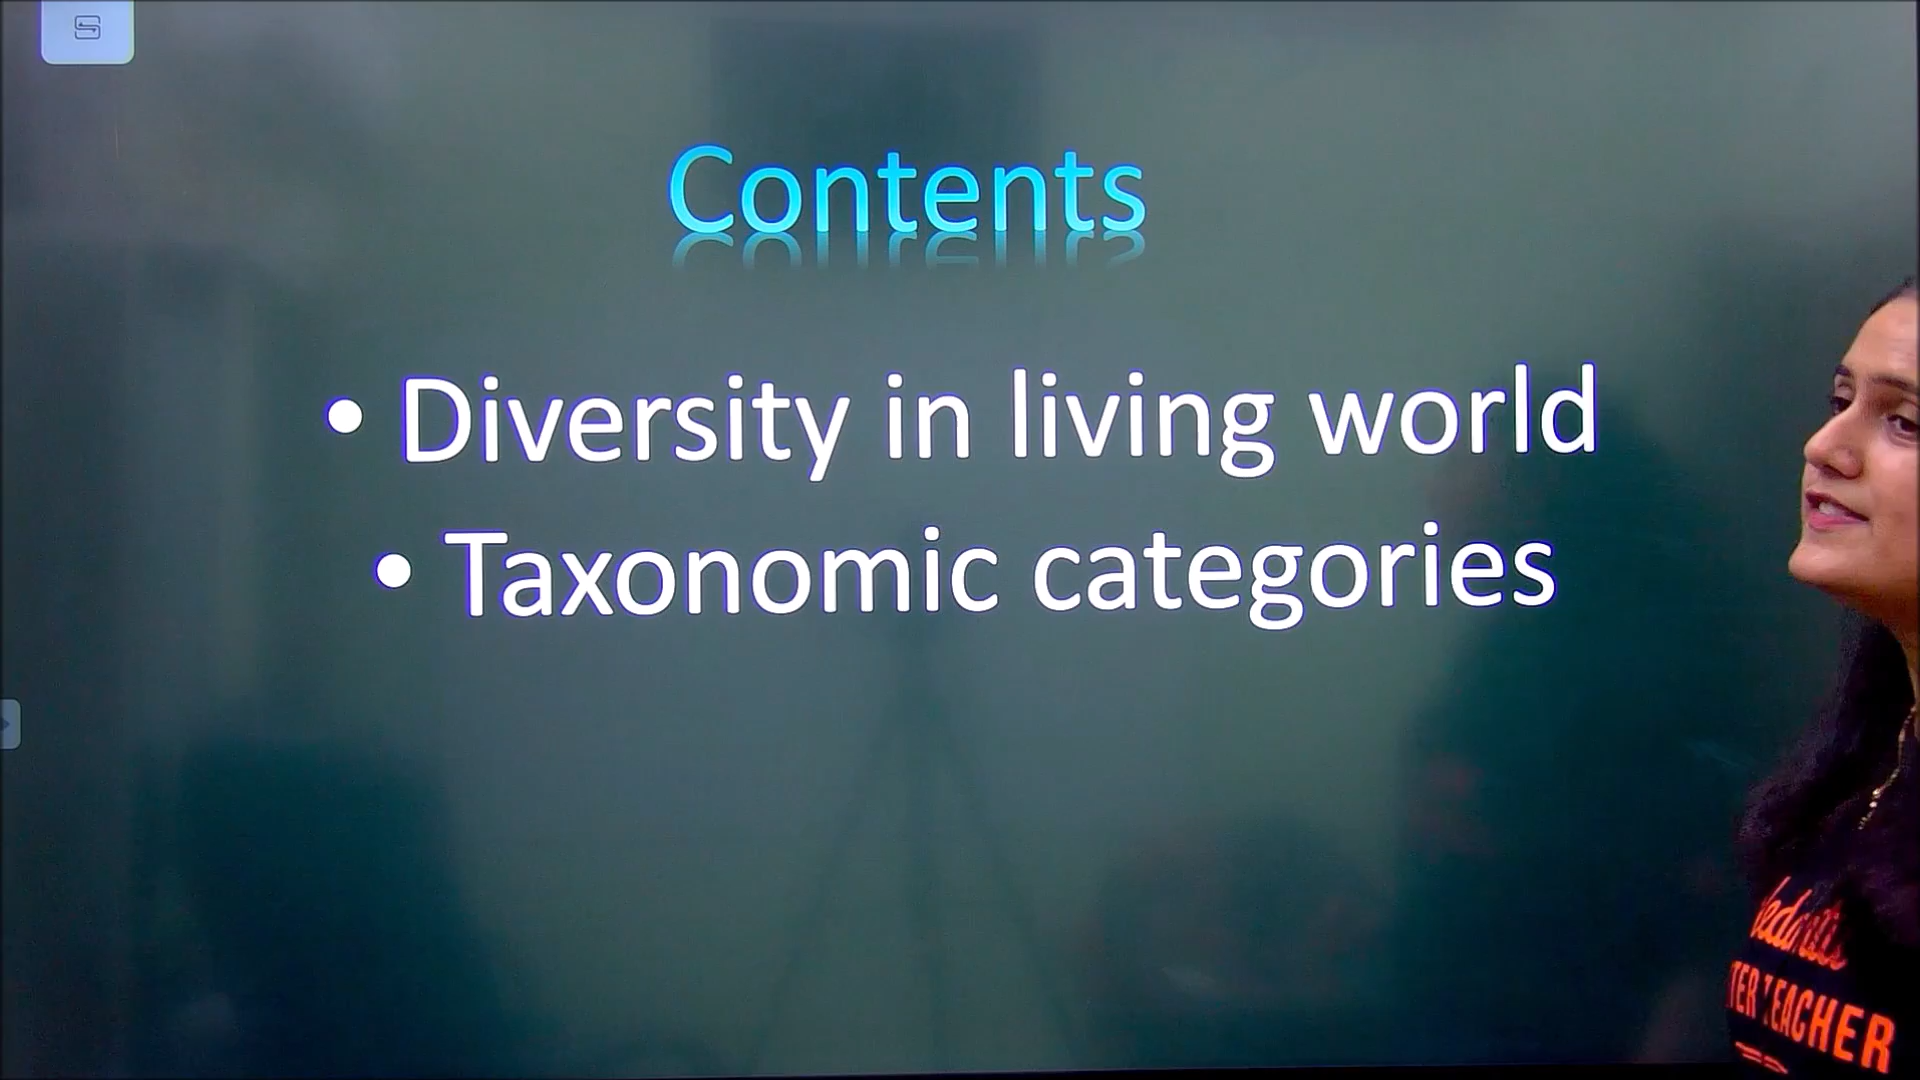 Contents
• Diversity in living world
• Taxonomic categories
TEACHER